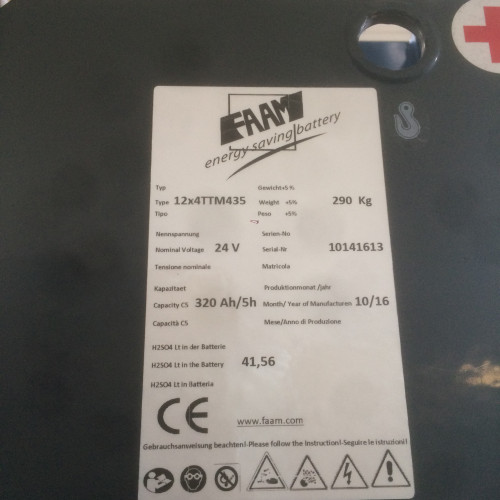 FAAM
energy saving battery
Typ Gewicht±5 %
Type 12x4TTM435 Weight ±5% 290 Kg
Tipo Peso ±5%
Nennspannung Serien-No
Nominal Voltage 24 V Serial-Nr 10141613
Tensione nominale Matricola
Kapazitaet Produktionmonat /jahr
Capacity C5 320 Ah/5h Month/ Year of Manufacturen 10/16
Capacità C5 Mese/Anno di Produzione
H2SO4 Lt in der Batterie
H2SO4 Lt in the Battery 41,56
H2SO4 Lt in Batteria
CE www.faam.com
Gebrauchsanweisung beachten!-Please follow the Instruction!-Seguire le istruzioni!